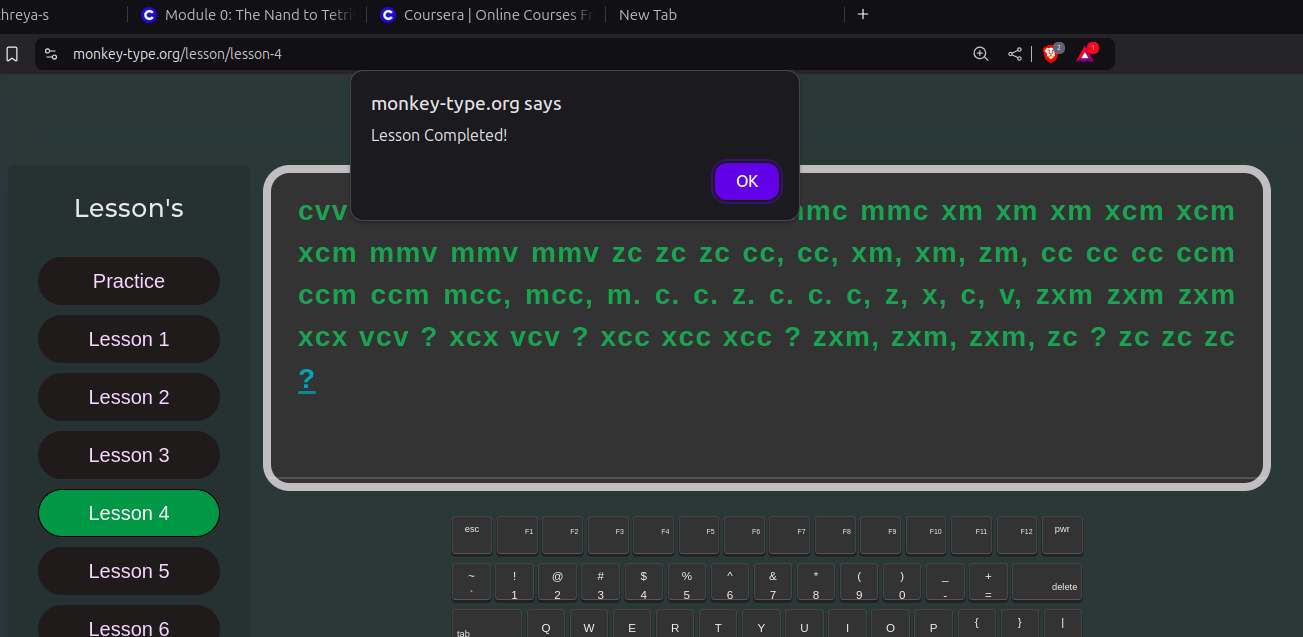 hreya-s
Module 0: The Nand to Tetris
Coursera | Online Courses Fr
New Tab
+
monkey-type.org/lesson/lesson-4
2
1
monkey-type.org says
Lesson Completed!
OK
Lesson's
Practice
Lesson 1
Lesson 2
Lesson 3
Lesson 4
Lesson 5
Lesson 6
cvv mmc mmc xm xm xm xcm xcm
xcm mmv mmv mmv zc zc zc cc, cc, xm, xm, zm, cc cc cc ccm
ccm ccm mcc, mcc, m. c. c. z. c. c. c, z, x, c, v, zxm zxm zxm
xcx vcv ? xcx vcv ? xcc xcc xcc ? zxm, zxm, zxm, zc ? zc zc zc
?
esc F1 F2 F3 F4 F5 F6 F7 F8 F9 F10 F11 F12 pwr
~ ! @ # $ % ^ & * ( ) _ +
` 1 2 3 4 5 6 7 8 9 0 - = delete
tab Q W E R T Y U I O P { } |